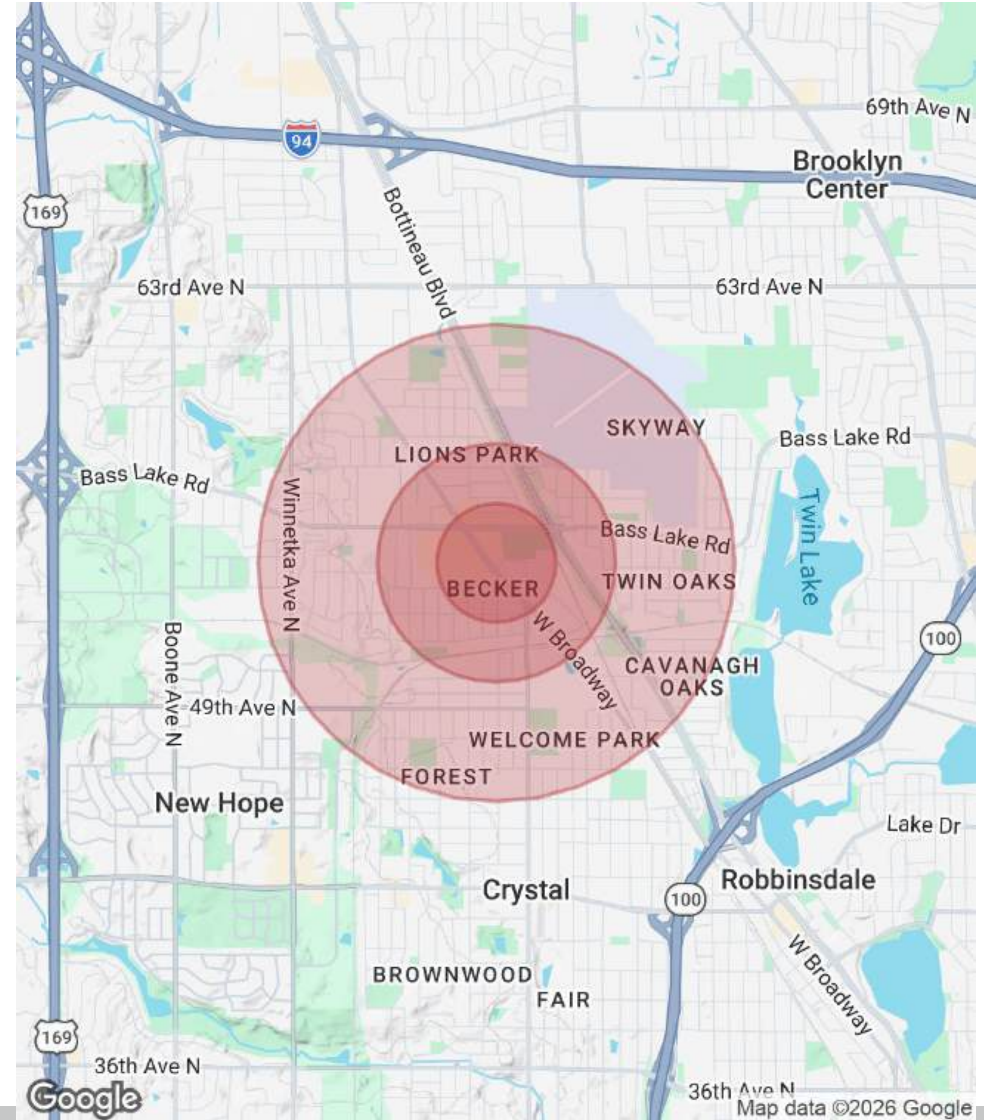 69th Ave N
94
Brooklyn
Center
169
Bottineau Blvd
63rd Ave N
63rd Ave N
SKYWAY
LIONS PARK
Bass Lake Rd
Bass Lake Rd
Winnetka Ave N
Twin Lake
Bass Lake Rd
BECKER
TWIN OAKS
W Broadway
100
Boone Ave N
CAVANAGH
OAKS
49th Ave N
WELCOME PARK
FOREST
New Hope
Lake Dr
Crystal
Robbinsdale
100
W Broadway
BROWNWOOD
FAIR
169
36th Ave N
36th Ave N
Google
Map data ©2026 Google